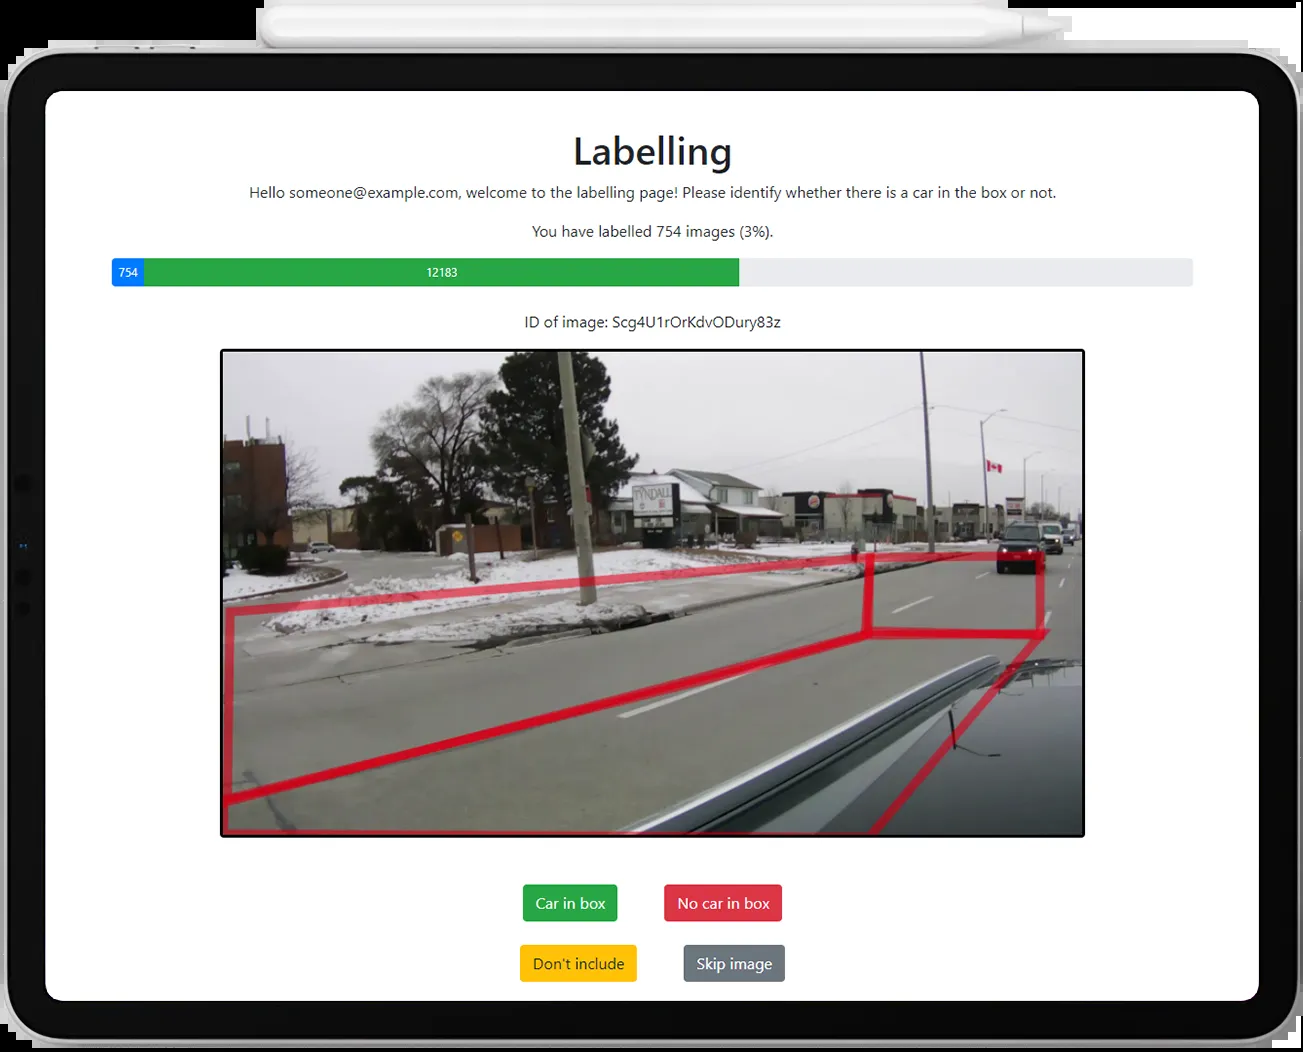 Labelling
Hello someone@example.com, welcome to the labelling page! Please identify whether there is a car in the box or not.
You have labelled 754 images (3%).
754 12183
ID of image: Scg4U1rOrKdvODury83z
TYNDALL
Car in box No car in box
Don't include Skip image